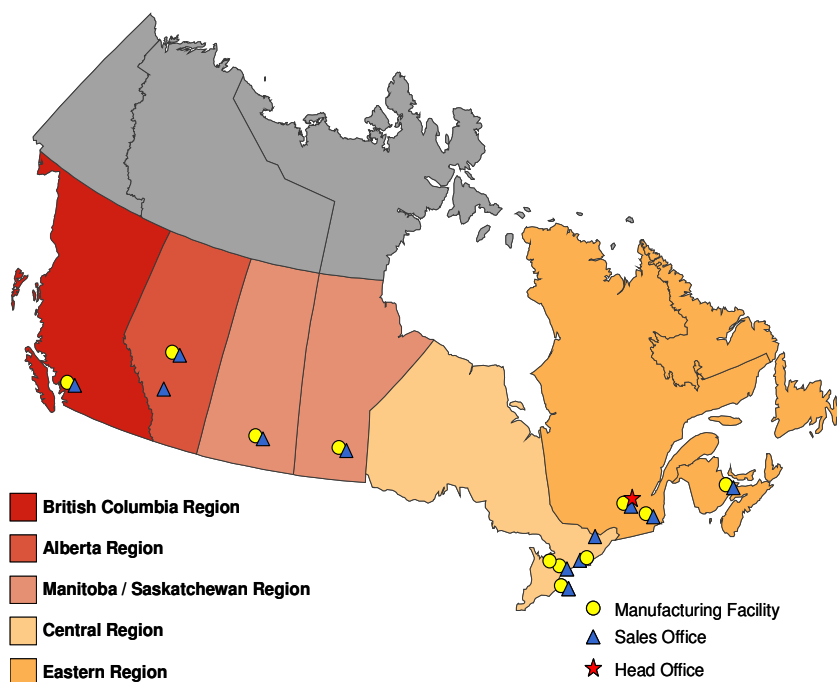 British Columbia Region
Alberta Region
Manitoba / Saskatchewan Region
Central Region
Eastern Region
Manufacturing Facility
Sales Office
Head Office